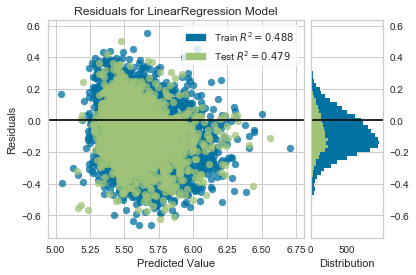 Residuals for LinearRegression Model
Train R² = 0.488
Test R² = 0.479
Residuals
0.6
0.4
0.2
0.0
−0.2
−0.4
−0.6
5.00 5.25 5.50 5.75 6.00 6.25 6.50 6.75
Predicted Value
0.6
0.4
0.2
0.0
−0.2
−0.4
−0.6
0 500
Distribution